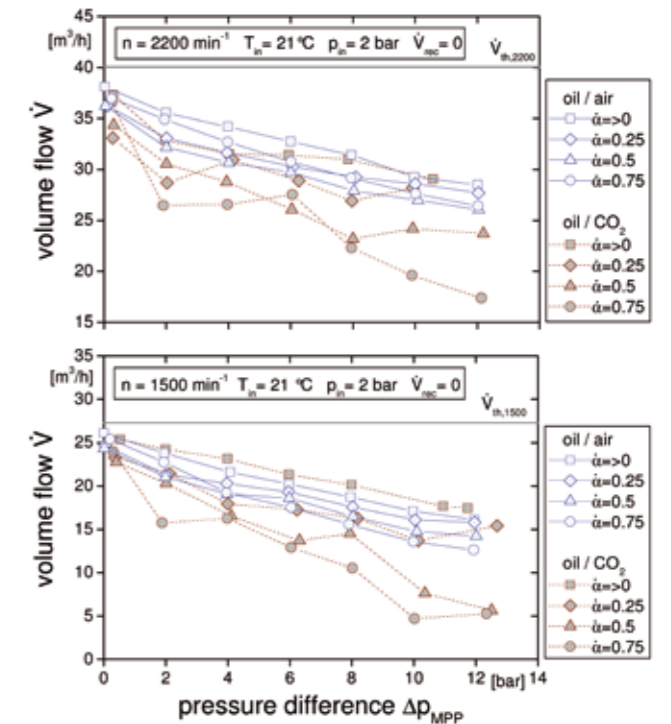 45
[m³/h]
n = 2200 min⁻¹ T_in= 21 °C p_in = 2 bar V̇_rec = 0
V̇_th,2200
40
35
30
25
20
15
volume flow V̇
oil / air
α̇=>0
α̇=0.25
α̇=0.5
α̇=0.75
oil / CO₂
α̇=>0
α̇=0.25
α̇=0.5
α̇=0.75
35
[m³/h]
n = 1500 min⁻¹ T_in= 21 °C p_in= 2 bar V̇_rec= 0
V̇_th,1500
30
25
20
15
10
5
0
volume flow V̇
oil / air
α̇=>0
α̇=0.25
α̇=0.5
α̇=0.75
oil / CO₂
α̇=>0
α̇=0.25
α̇=0.5
α̇=0.75
0 2 4 6 8 10 12 [bar] 14
pressure difference Δp_MPP